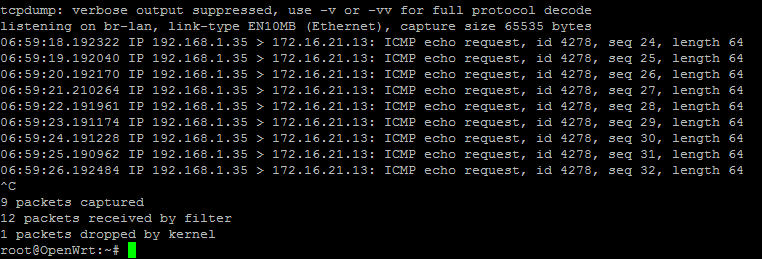 tcpdump: verbose output suppressed, use -v or -vv for full protocol decode
listening on br-lan, link-type EN10MB (Ethernet), capture size 65535 bytes
06:59:18.192322 IP 192.168.1.35 > 172.16.21.13: ICMP echo request, id 4278, seq 24, length 64
06:59:19.192040 IP 192.168.1.35 > 172.16.21.13: ICMP echo request, id 4278, seq 25, length 64
06:59:20.192170 IP 192.168.1.35 > 172.16.21.13: ICMP echo request, id 4278, seq 26, length 64
06:59:21.210264 IP 192.168.1.35 > 172.16.21.13: ICMP echo request, id 4278, seq 27, length 64
06:59:22.191961 IP 192.168.1.35 > 172.16.21.13: ICMP echo request, id 4278, seq 28, length 64
06:59:23.191174 IP 192.168.1.35 > 172.16.21.13: ICMP echo request, id 4278, seq 29, length 64
06:59:24.191228 IP 192.168.1.35 > 172.16.21.13: ICMP echo request, id 4278, seq 30, length 64
06:59:25.190962 IP 192.168.1.35 > 172.16.21.13: ICMP echo request, id 4278, seq 31, length 64
06:59:26.192484 IP 192.168.1.35 > 172.16.21.13: ICMP echo request, id 4278, seq 32, length 64
^C
9 packets captured
12 packets received by filter
1 packets dropped by kernel
root@OpenWrt:~#